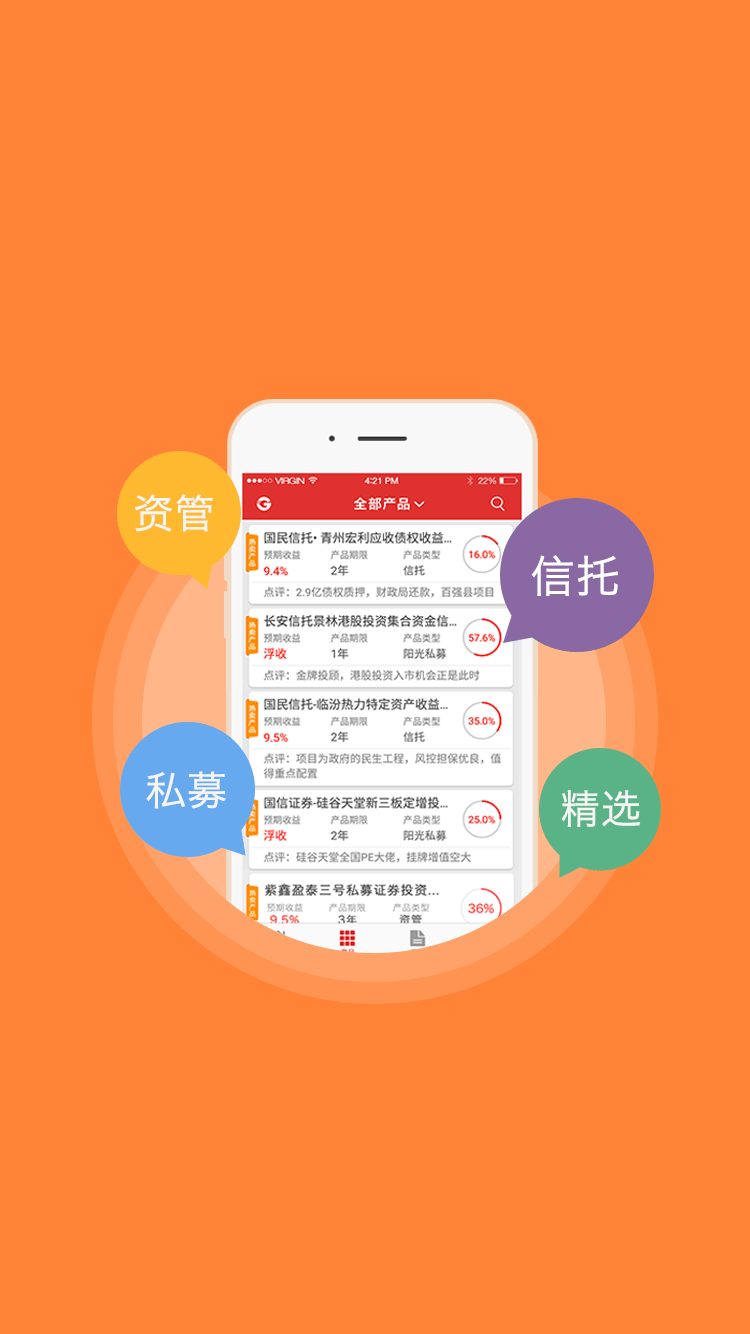 资管
信托
私募
精选
VIRGIN
4:21 PM
22%
G
全部产品
热卖产品
国民信托• 青州宏利应收债权收益...
预期收益 产品期限 产品类型
9.4% 2年 信托
16.0%
点评：2.9亿债权质押，财政局还款，百强县项目
热卖产品
长安信托景林港股投资集合资金信...
预期收益 产品期限 产品类型
浮收 1年 阳光私募
57.6%
点评：金牌投顾，港股投资入市机会正是此时
热卖产品
国民信托-临汾热力特定资产收益...
预期收益 产品期限 产品类型
9.5% 2年 信托
35.0%
点评：项目为政府的民生工程，风控担保优良，值
得重点配置
国信证券-硅谷天堂新三板定增投...
预期收益 产品期限 产品类型
浮收 2年 阳光私募
25.0%
点评：硅谷天堂全国PE大佬，挂牌增值空大
热卖产品
紫鑫盈泰三号私募证券投资...
预期收益 产品期限 产品类型
9.5% 3年 资管
36%